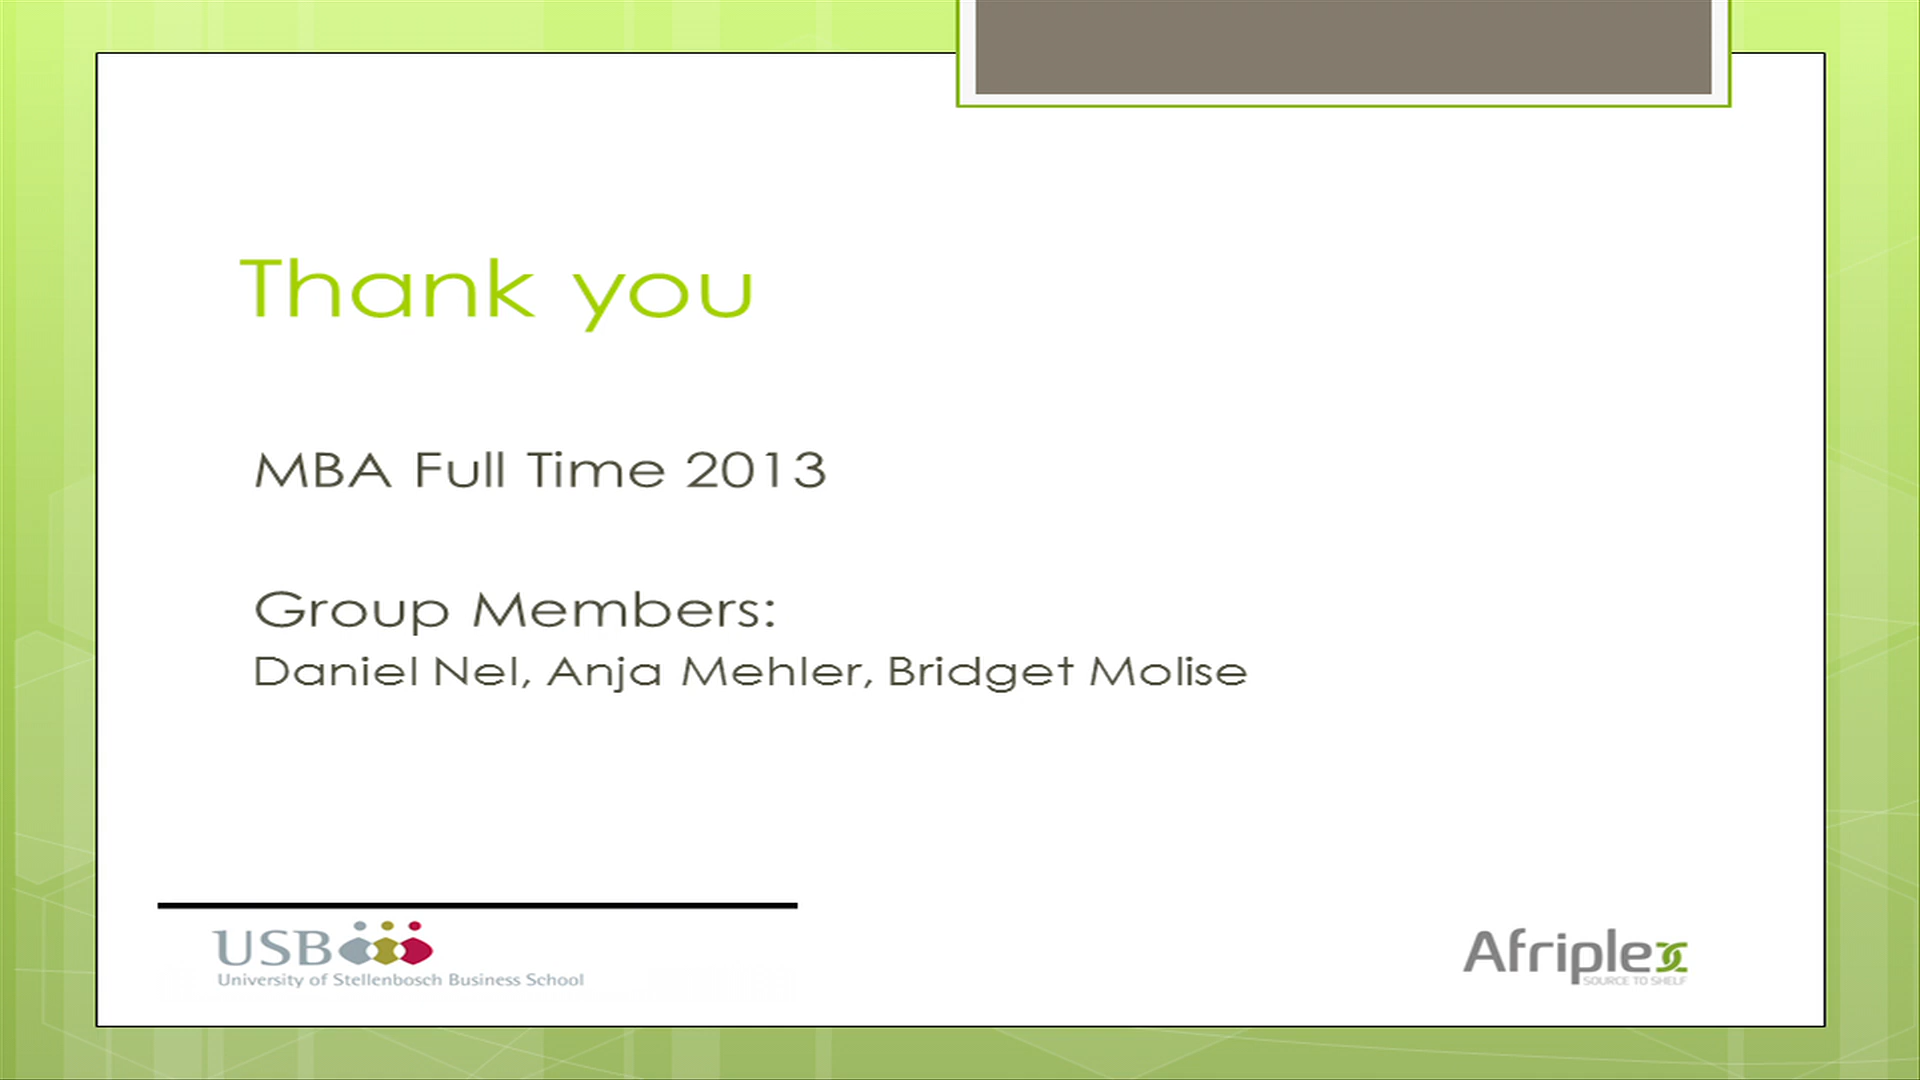 Thank you
MBA Full Time 2013
Group Members:
Daniel Nel, Anja Mehler, Bridget Molise
USB
University of Stellenbosch Business School
Afriplex
SOURCE TO SHELF